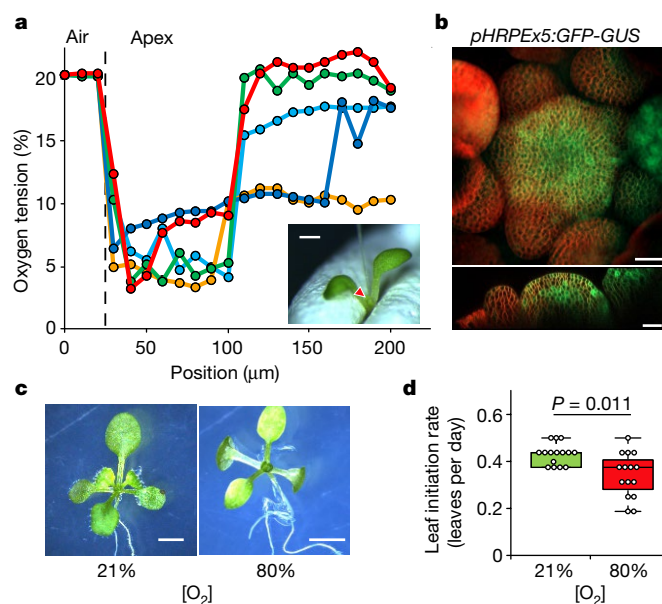 a
Air
Apex
Oxygen tension (%)
20
15
10
5
0
0
50
100
150
200
Position (μm)
b
pHRPEx5:GFP-GUS
c
21%
80%
[O2]
d
P = 0.011
Leaf initiation rate
(leaves per day)
0.6
0.4
0.2
0
21%
80%
[O2]